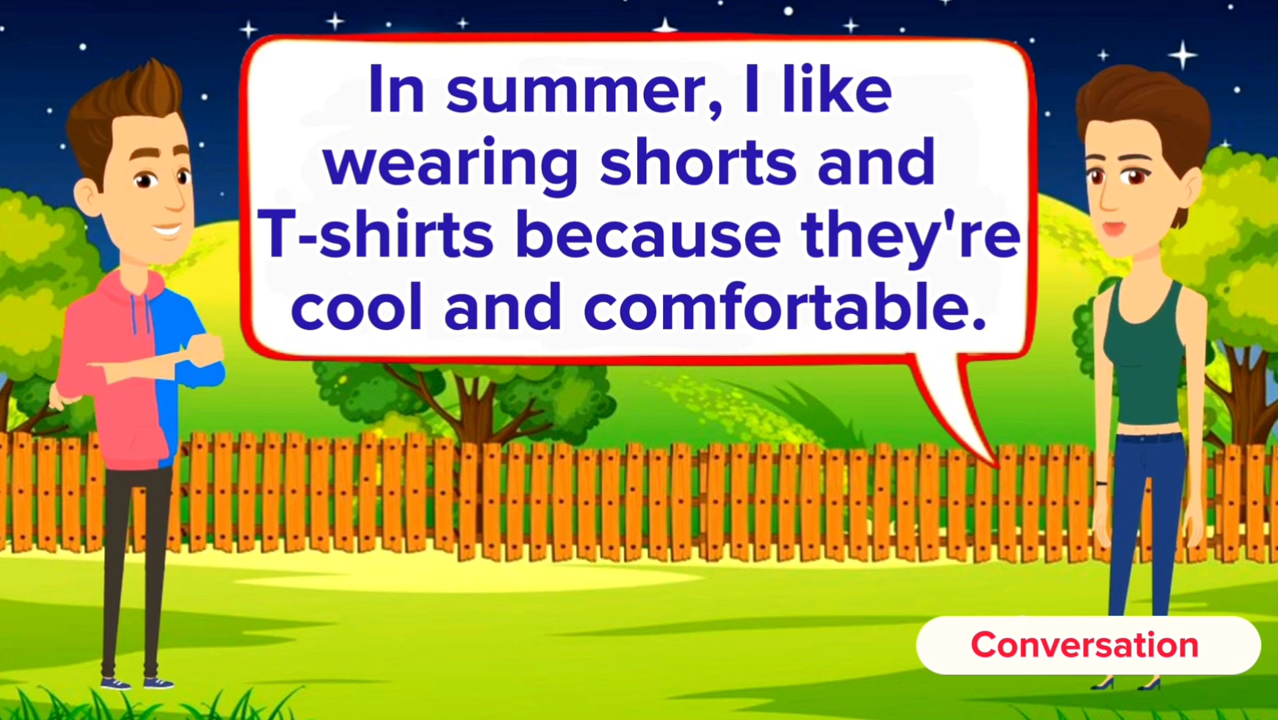 In summer, I like
wearing shorts and
T-shirts because they're
cool and comfortable.
Conversation